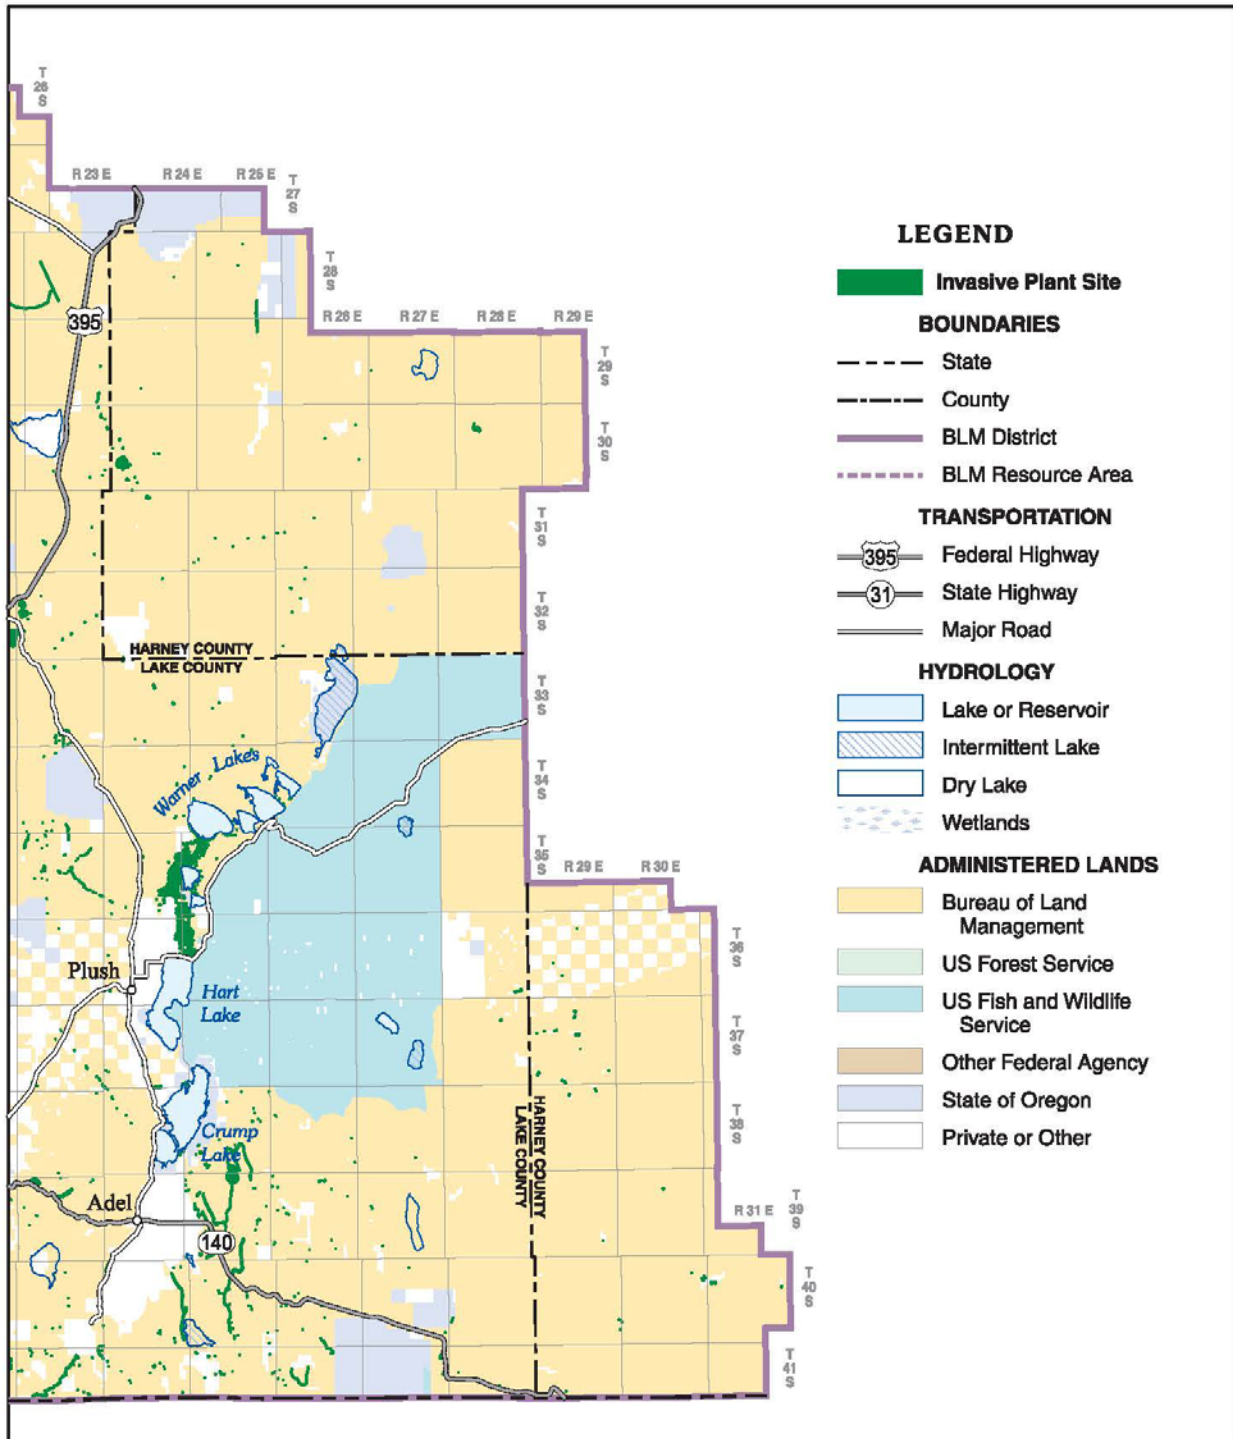 T
26
S
R 23 E
R 24 E
R 25 E
T
27
S
T
28
S
R 26 E
R 27 E
R 28 E
R 29 E
T
29
S
T
30
S
395
T
31
S
T
32
S
HARNEY COUNTY
LAKE COUNTY
T
33
S
Warner Lakes
T
34
S
T
35
S
R 29 E
R 30 E
T
36
S
Plush
Hart
Lake
T
37
S
HARNEY COUNTY
LAKE COUNTY
T
38
S
Crump
Lake
Adel
140
R 31 E
T
39
S
T
40
S
T
41
S
LEGEND
Invasive Plant Site
BOUNDARIES
State
County
BLM District
BLM Resource Area
TRANSPORTATION
395 Federal Highway
31 State Highway
Major Road
HYDROLOGY
Lake or Reservoir
Intermittent Lake
Dry Lake
Wetlands
ADMINISTERED LANDS
Bureau of Land
Management
US Forest Service
US Fish and Wildlife
Service
Other Federal Agency
State of Oregon
Private or Other